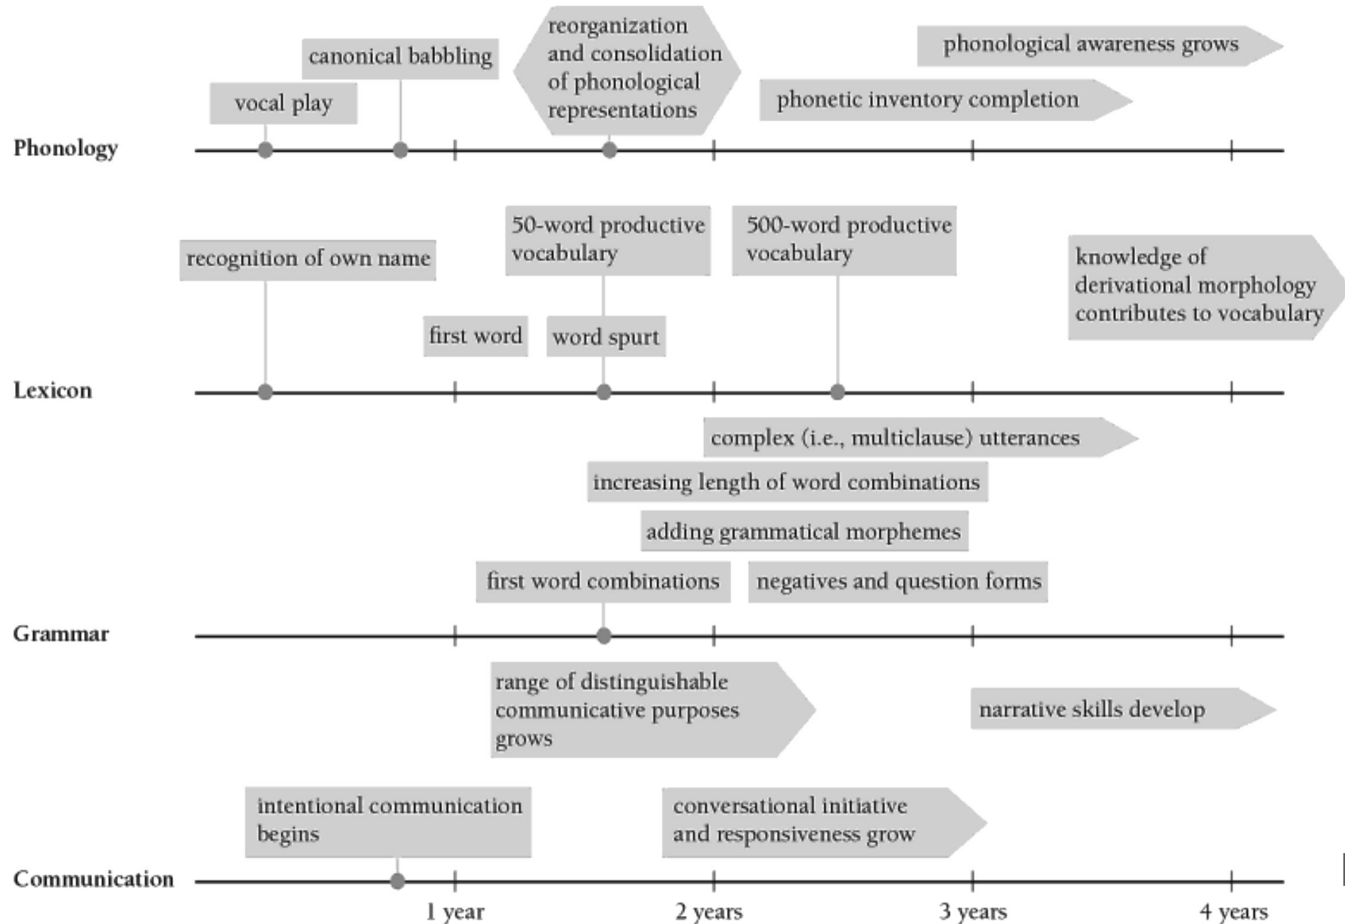 reorganization
and consolidation
of phonological
representations
phonological awareness grows
canonical babbling
vocal play
phonetic inventory completion
Phonology
50-word productive
vocabulary
500-word productive
vocabulary
recognition of own name
knowledge of
derivational morphology
contributes to vocabulary
first word
word spurt
Lexicon
complex (i.e., multiclause) utterances
increasing length of word combinations
adding grammatical morphemes
first word combinations
negatives and question forms
Grammar
range of distinguishable
communicative purposes
grows
narrative skills develop
intentional communication
begins
conversational initiative
and responsiveness grow
Communication
1 year
2 years
3 years
4 years